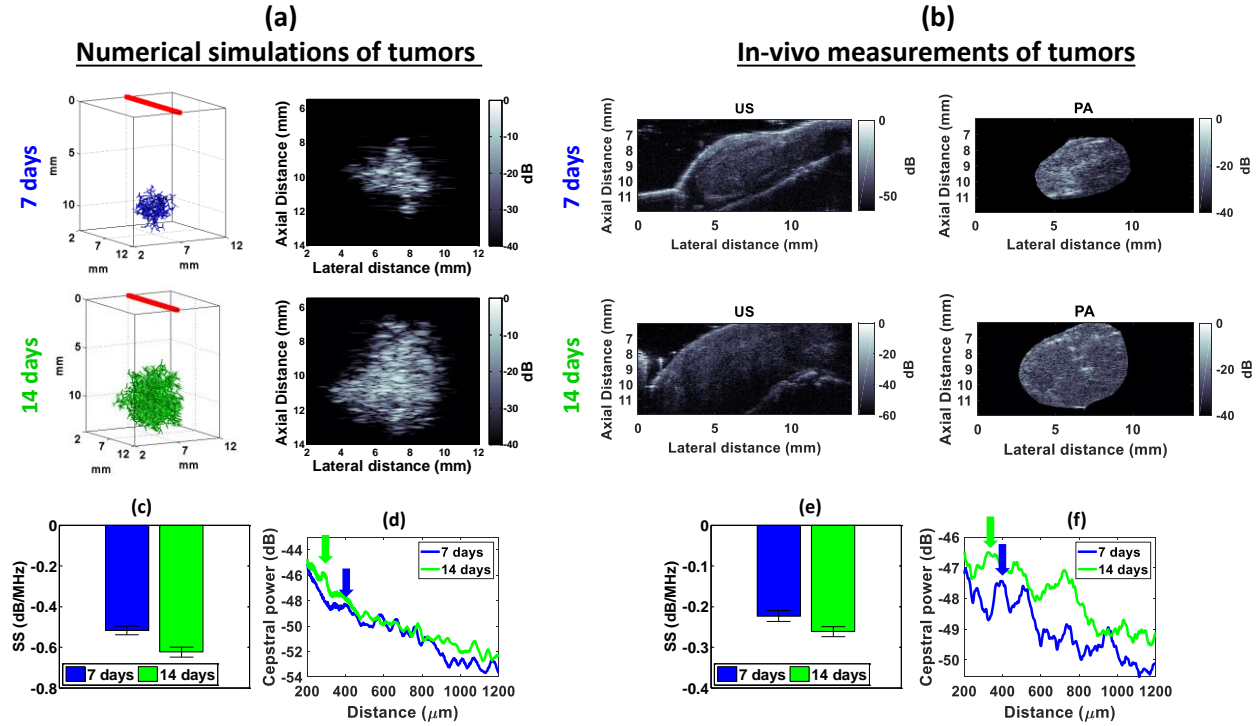 (a)
Numerical simulations of tumors
(b)
In-vivo measurements of tumors
7 days
0
5
10
mm
2
7
12
mm
2
7
12
mm
Axial Distance (mm)
6
8
10
12
14
2 4 6 8 10 12
Lateral distance (mm)
0
-10
-20
-30
-40
dB
7 days
US
Axial Distance (mm)
7
8
9
10
11
0 5 10
Lateral distance (mm)
0
-50
dB
PA
Axial Distance (mm)
7
8
9
10
11
0 5 10
Lateral distance (mm)
0
-20
-40
dB
14 days
0
5
10
mm
2
7
12
mm
2
7
12
mm
Axial Distance (mm)
6
8
10
12
14
2 4 6 8 10 12
Lateral distance (mm)
0
-10
-20
-30
-40
dB
14 days
US
Axial Distance (mm)
7
8
9
10
11
0 5 10
Lateral distance (mm)
0
-20
-40
-60
dB
PA
Axial Distance (mm)
7
8
9
10
11
0 5 10
Lateral distance (mm)
0
-20
-40
dB
(c)
SS (dB/MHz)
0
-0.2
-0.4
-0.6
-0.8
7 days 14 days
(d)
Cepstral power (dB)
-44
-46
-48
-50
-52
-54
7 days
14 days
200 400 600 800 1000 1200
Distance (μm)
(e)
SS (dB/MHz)
0
-0.1
-0.2
-0.3
-0.4
7 days 14 days
(f)
Cepstral power (dB)
-46
-47
-48
-49
-50
7 days
14 days
200 400 600 800 1000 1200
Distance (μm)